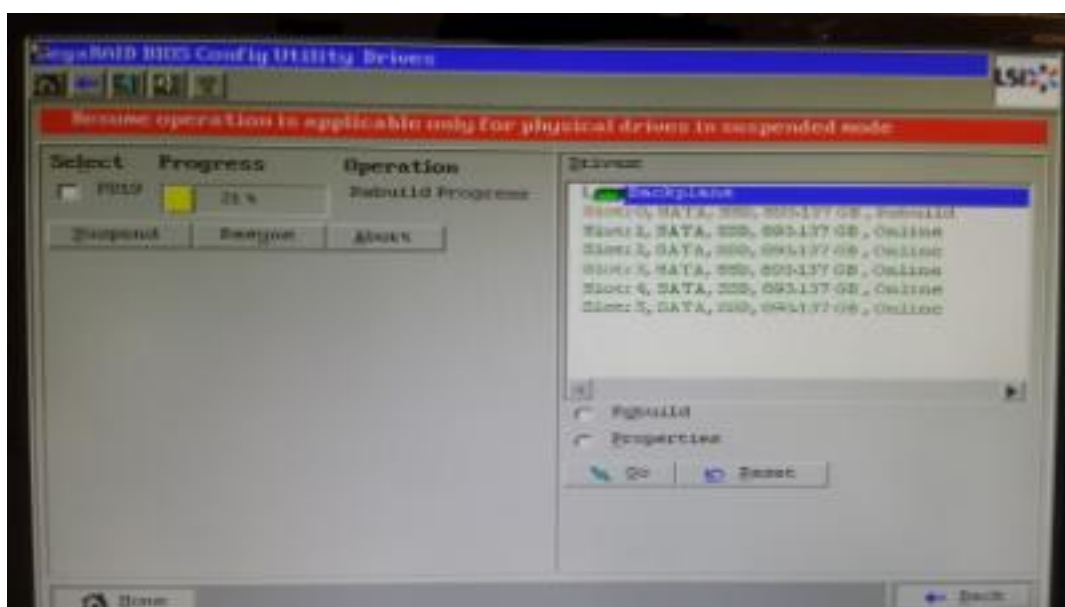 MegaRAID BIOS Config Utility Drives
LSI
Resume operation is applicable only for physical drives in suspended mode
Select Progress Operation
Rebuild Progress
Suspend Resume Abort
Drives
Backplane
Slot: 0, SATA, SSD, 893.137 GB, Rebuild
Slot: 1, SATA, SSD, 893.137 GB, Online
Slot: 2, SATA, SSD, 893.137 GB, Online
Slot: 3, SATA, SSD, 893.137 GB, Online
Slot: 4, SATA, SSD, 893.137 GB, Online
Slot: 5, SATA, SSD, 893.137 GB, Online
Rebuild
Properties
Go Reset
Home
Back